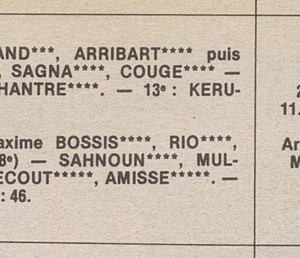 AND***, ARRIBART**** puis
, SAGNA****, COUGE**** —
HANTRE****. — 13e : KERU-
axime BOSSIS****, RIO****,
8e) — SAHNOUN****, MUL-
ECOUT*****, AMISSE*****. —
: 46.
2
11.
Ar
M